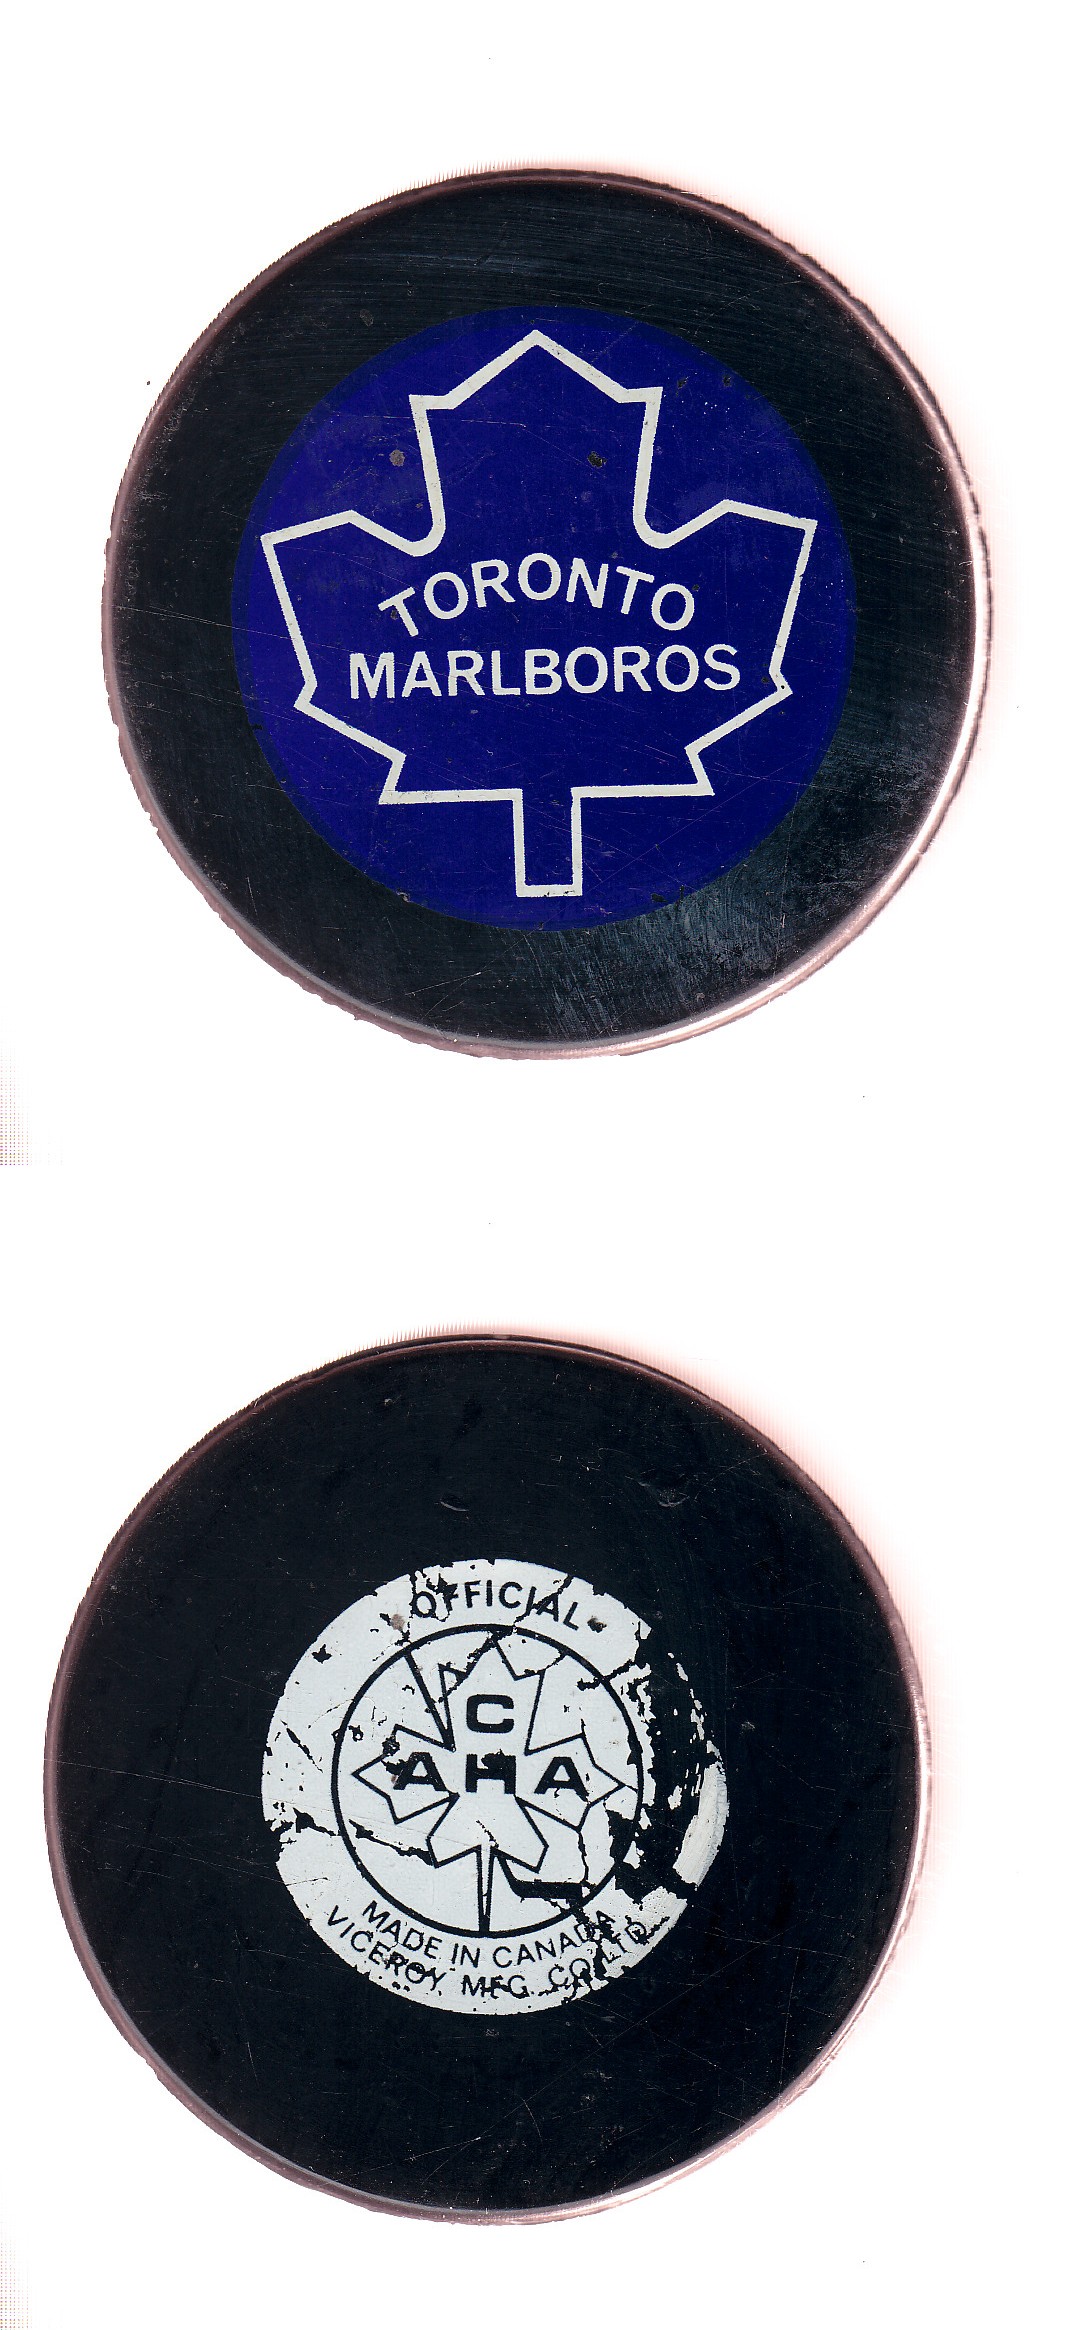 TORONTO
MARLBOROS
OFFICIAL
C
AHA
MADE IN CANADA
VICEROY MFG. CO. LTD.